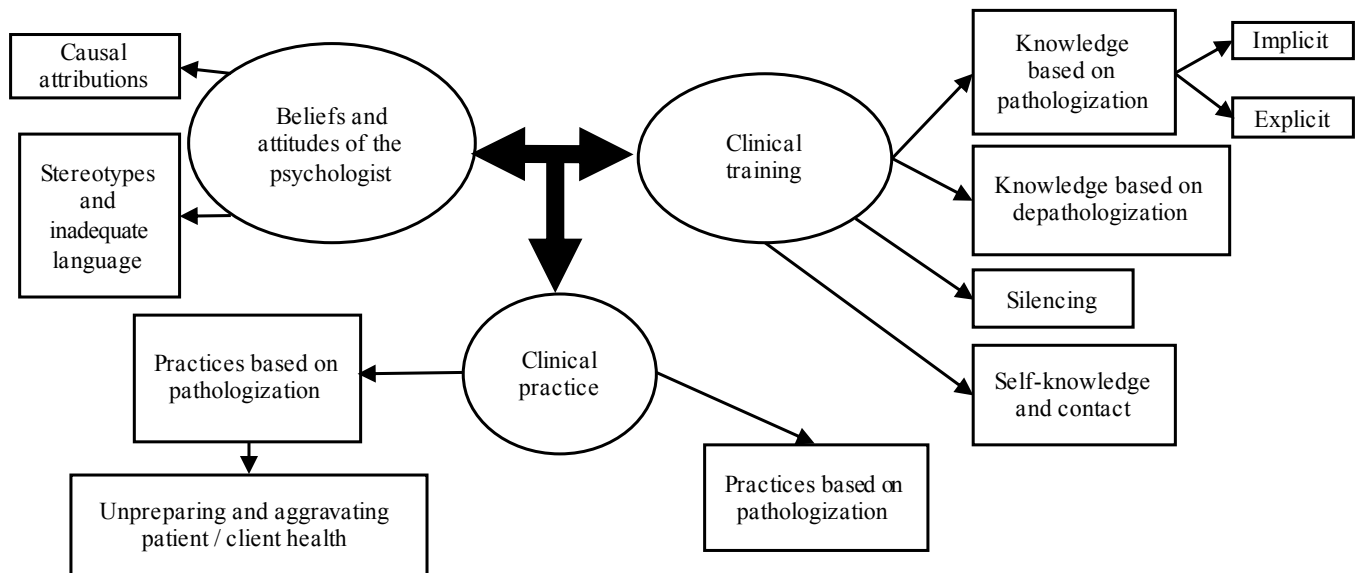 Causal
attributions
Stereotypes
and
inadequate
language
Beliefs and
attitudes of the
psychologist
Clinical
training
Knowledge
based on
pathologization
Implicit
Explicit
Knowledge based on
depathologization
Silencing
Self-knowledge
and contact
Clinical
practice
Practices based on
pathologization
Unpreparing and aggravating
patient / client health
Practices based on
pathologization